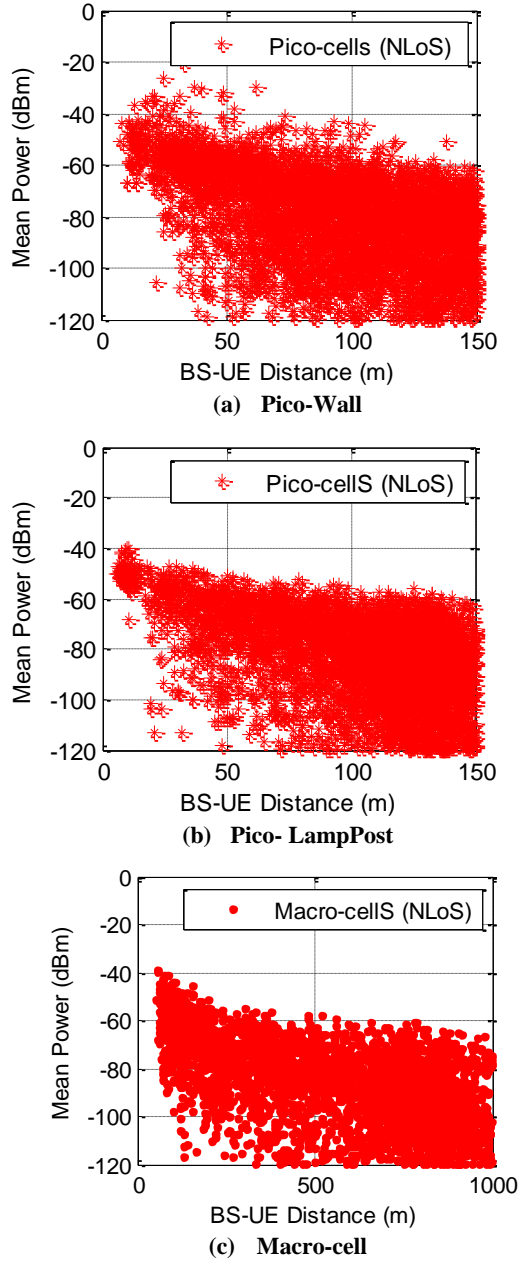 0
Pico-cells (NLoS)
-20
-40
-60
-80
-100
-120
Mean Power (dBm)
0 50 100 150
BS-UE Distance (m)
(a) Pico-Wall
0
Pico-cellS (NLoS)
-20
-40
-60
-80
-100
-120
Mean Power (dBm)
0 50 100 150
BS-UE Distance (m)
(b) Pico- LampPost
0
Macro-cellS (NLoS)
-20
-40
-60
-80
-100
-120
Mean Power (dBm)
0 500 1000
BS-UE Distance (m)
(c) Macro-cell